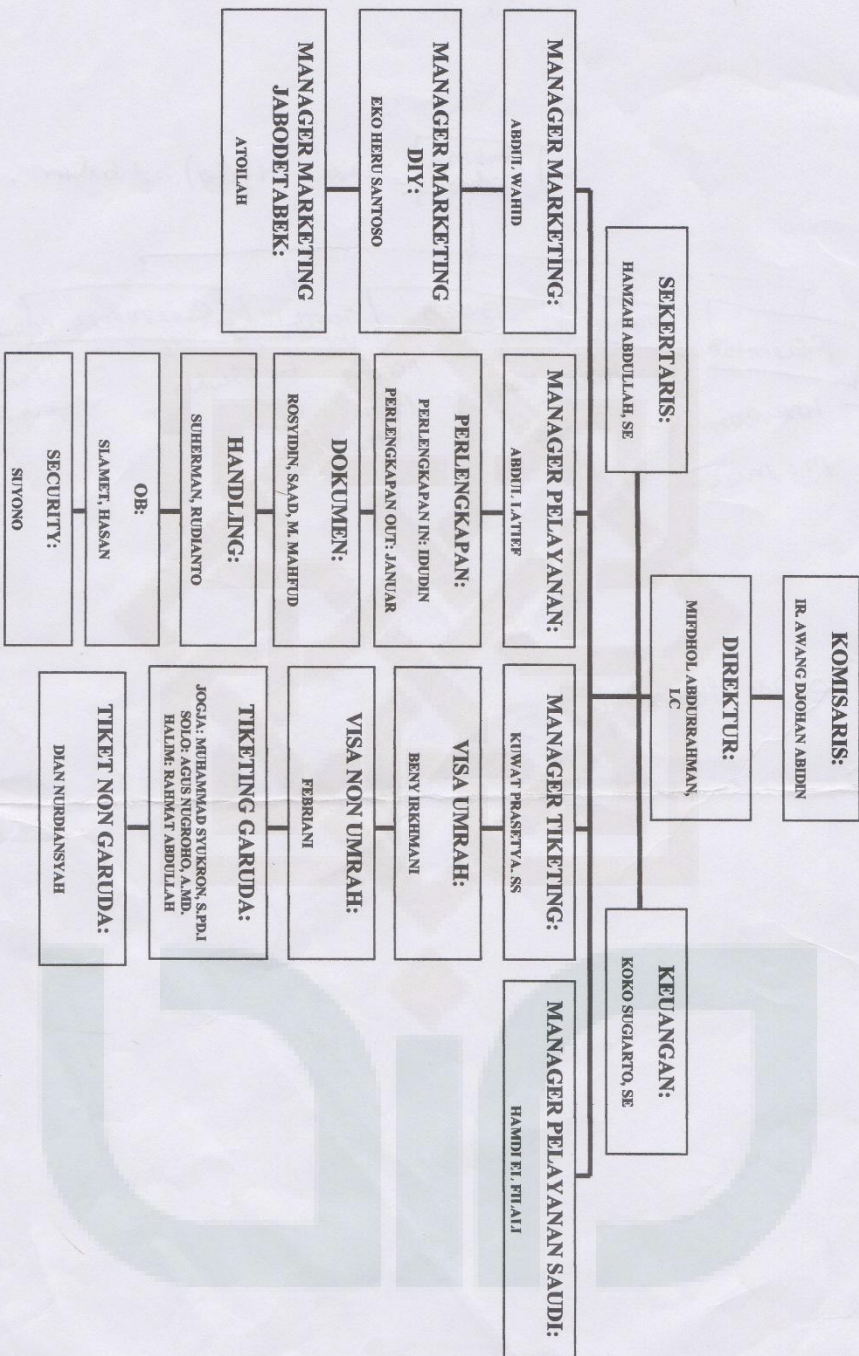 KOMISARIS:
IR. AWANG DJOHAN ABIDIN
DIREKTUR:
MIFDHOL ABDURRAHMAN,
LC
SEKERTARIS:
HAMZAH ABDULLAH, SE
KEUANGAN:
KOKO SUGIARTO, SE
MANAGER MARKETING:
ABDUL WAHID
MANAGER MARKETING
DIY:
EKO HERU SANTOSO
MANAGER MARKETING
JABODETABEK:
ATOILAH
MANAGER PELAYANAN:
ABDUL LATIEF
PERLENGKAPAN:
PERLENGKAPAN IN: IDUDIN
PERLENGKAPAN OUT: JANUAR
DOKUMEN:
ROSYIDIN, SAAD, M. MAHFUD
HANDLING:
SUHERMAN, RUDIANTO
OB:
SLAMET, HASAN
SECURITY:
SUYONO
MANAGER TIKETING:
KUWAT PRASETYA. SS
VISA UMRAH:
BENY IRKHMANI
VISA NON UMRAH:
FEBRIANI
TIKETING GARUDA:
JOGJA: MUHAMMAD SYUKRON, S.PD.I
SOLO: AGUS NUGROHO, A.MD.
HALIM: RAHMAT ABDULLAH
TIKET NON GARUDA:
DIAN NURDIANSYAH
MANAGER PELAYANAN SAUDI:
HAMDI EL FILALI